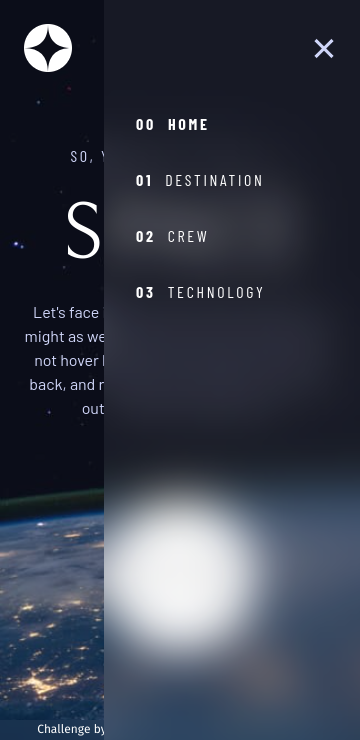 00 HOME
01 DESTINATION
02 CREW
03 TECHNOLOGY
SO,
S
Let's face
might as we
not hover
back, and
out
Challenge by